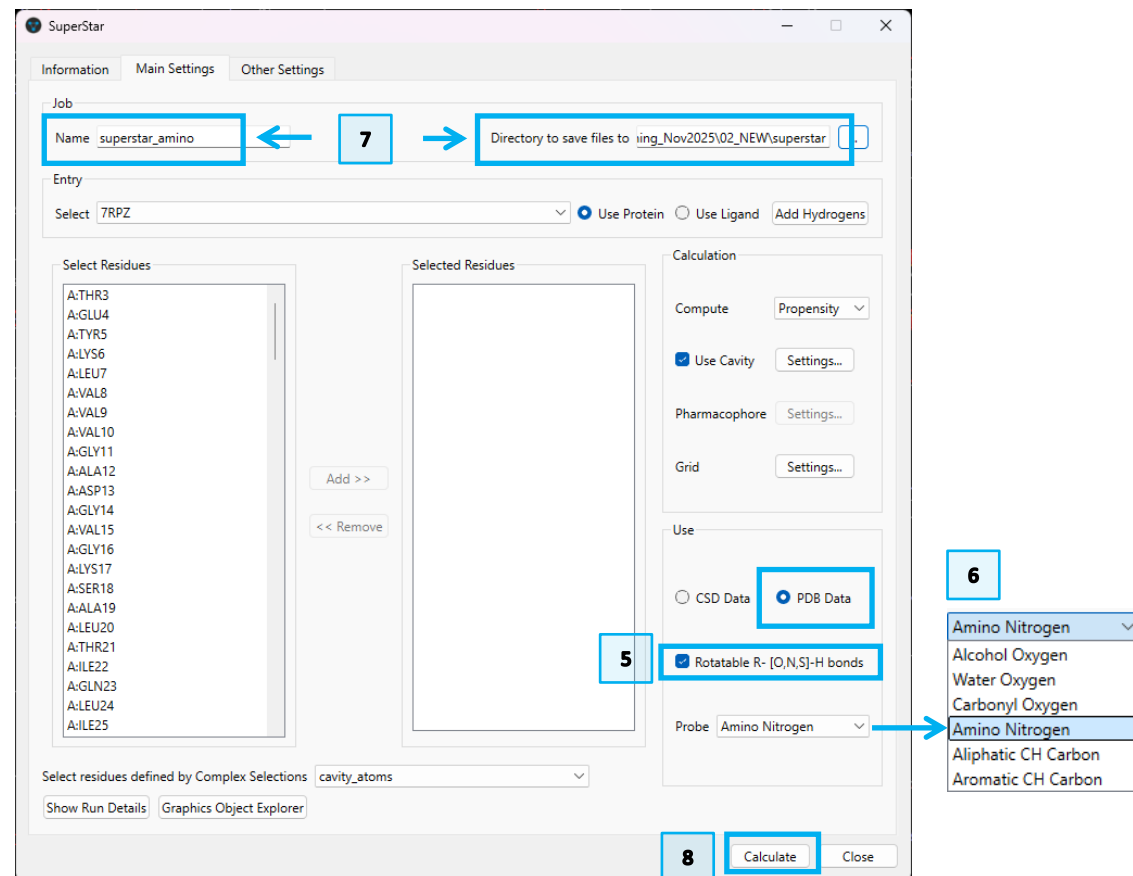 SuperStar
Information Main Settings Other Settings
Job
Name superstar_amino
7
Directory to save files to ning_Nov2025\02_NEW\superstar
Entry
Select 7RPZ Use Protein Use Ligand Add Hydrogens
Select Residues
A:THR3
A:GLU4
A:TYR5
A:LYS6
A:LEU7
A:VAL8
A:VAL9
A:VAL10
A:GLY11
A:ALA12
A:ASP13
A:GLY14
A:VAL15
A:GLY16
A:LYS17
A:SER18
A:ALA19
A:LEU20
A:THR21
A:ILE22
A:GLN23
A:LEU24
A:ILE25
Add >>
<< Remove
Selected Residues
Calculation
Compute Propensity
Use Cavity Settings...
Pharmacophore Settings...
Grid Settings...
Use
CSD Data PDB Data
5
Rotatable R- [O,N,S]-H bonds
Probe Amino Nitrogen
6
Amino Nitrogen
Alcohol Oxygen
Water Oxygen
Carbonyl Oxygen
Amino Nitrogen
Aliphatic CH Carbon
Aromatic CH Carbon
Select residues defined by Complex Selections cavity_atoms
Show Run Details Graphics Object Explorer
8
Calculate Close